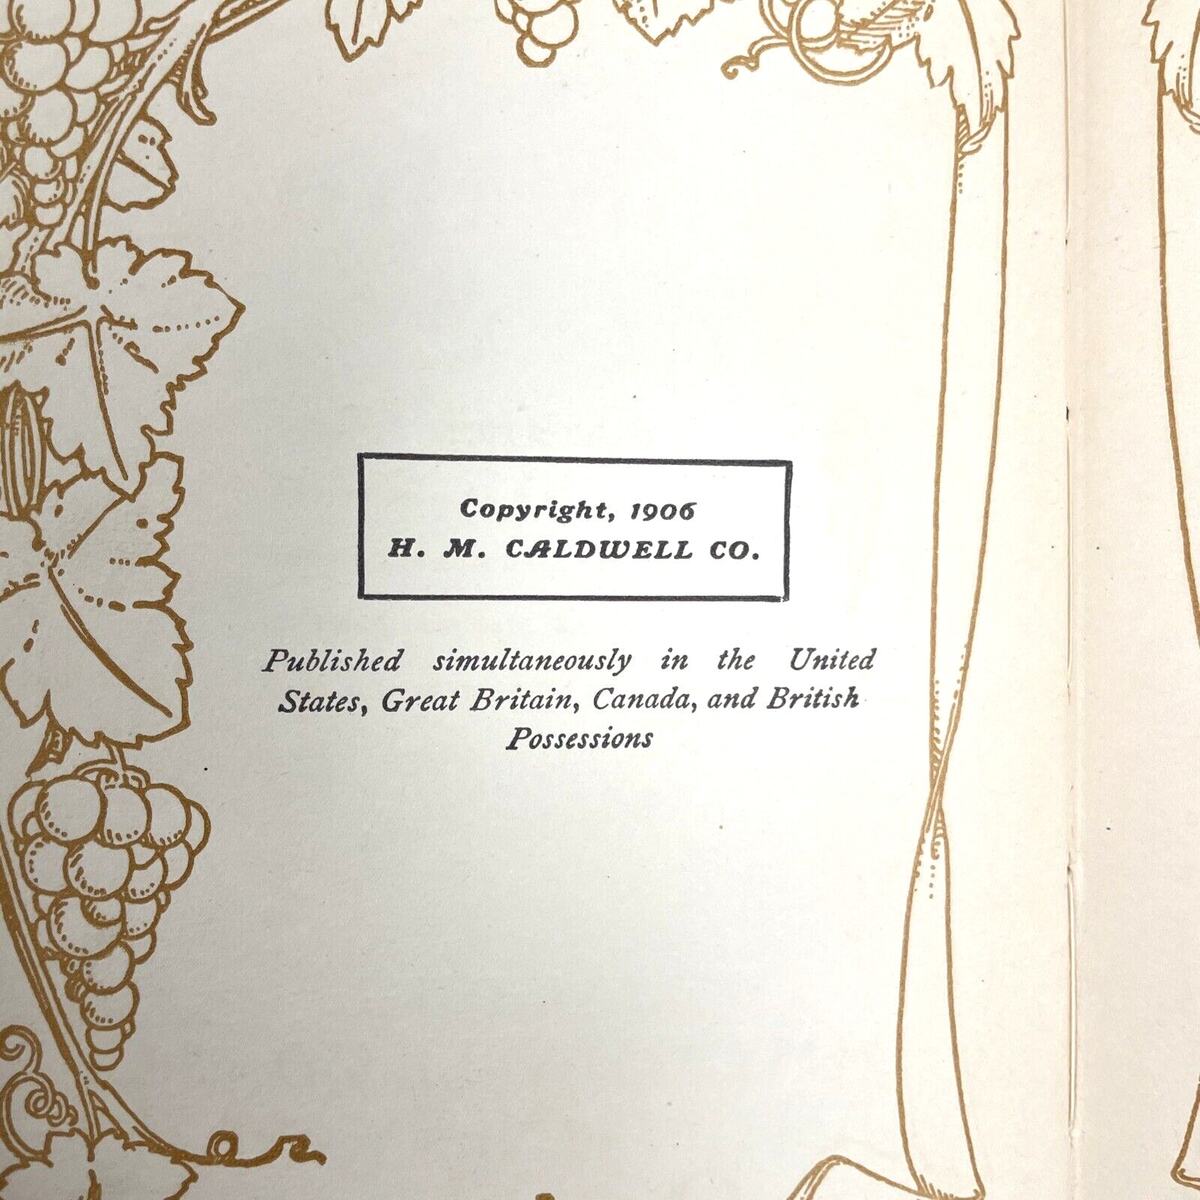 Copyright, 1906
H. M. CALDWELL CO.
Published simultaneously in the United
States, Great Britain, Canada, and British
Possessions